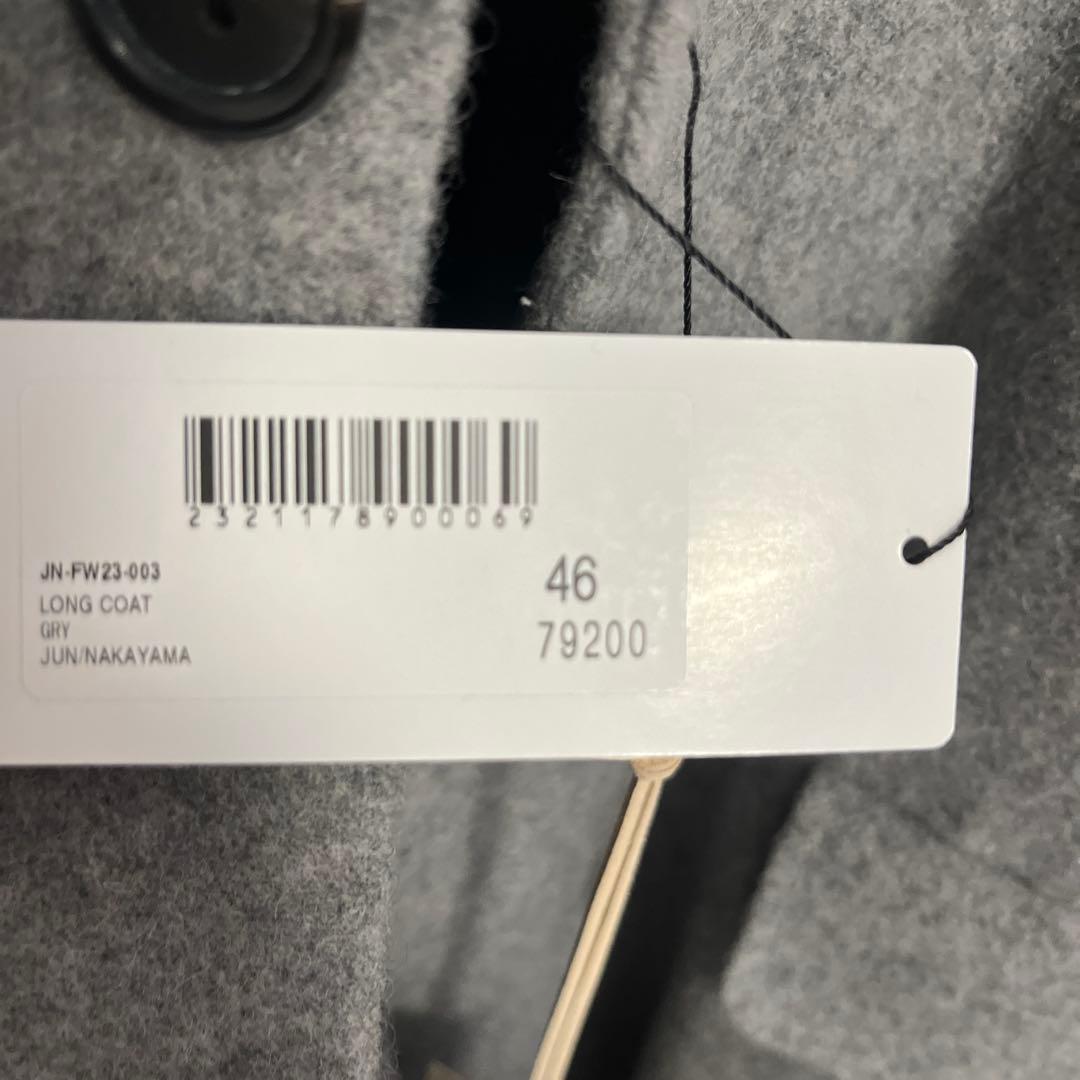 2321178900069
JN-FW23-003
LONG COAT
GRY
JUN/NAKAYAMA
46
79200